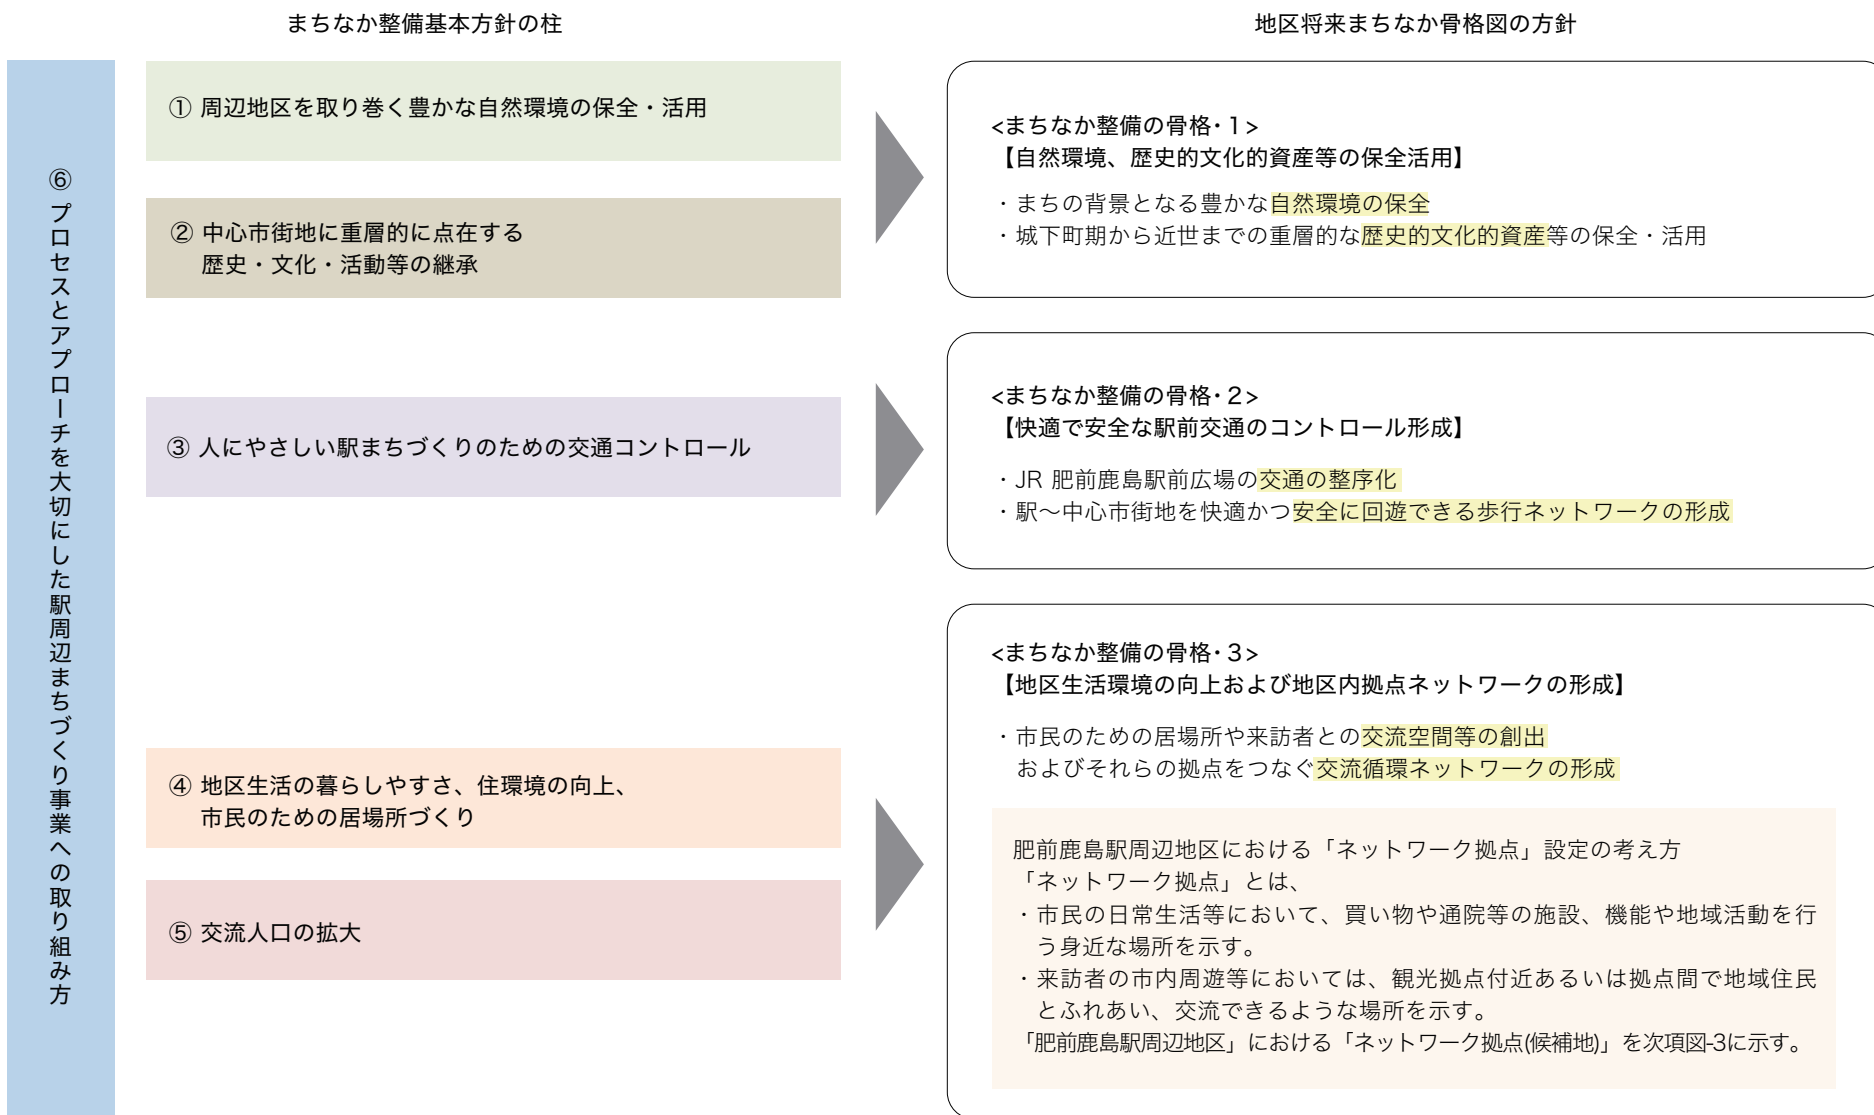 まちなか整備基本方針の柱
地区将来まちなか骨格図の方針
⑥ プロセスとアプローチを大切にした駅周辺まちづくり事業への取り組み方
① 周辺地区を取り巻く豊かな自然環境の保全・活用
② 中心市街地に重層的に点在する
歴史・文化・活動等の継承
③ 人にやさしい駅まちづくりのための交通コントロール
④ 地区生活の暮らしやすさ、住環境の向上、
市民のための居場所づくり
⑤ 交流人口の拡大
<まちなか整備の骨格・1>
【自然環境、歴史的文化的資産等の保全活用】
・まちの背景となる豊かな自然環境の保全
・城下町期から近世までの重層的な歴史的文化的資産等の保全・活用
<まちなか整備の骨格・2>
【快適で安全な駅前交通のコントロール形成】
・JR 肥前鹿島駅前広場の交通の整序化
・駅～中心市街地を快適かつ安全に回遊できる歩行ネットワークの形成
<まちなか整備の骨格・3>
【地区生活環境の向上および地区内拠点ネットワークの形成】
・市民のための居場所や来訪者との交流空間等の創出
およびそれらの拠点をつなぐ交流循環ネットワークの形成
肥前鹿島駅周辺地区における「ネットワーク拠点」設定の考え方
「ネットワーク拠点」とは、
・市民の日常生活等において、買い物や通院等の施設、機能や地域活動を行
う身近な場所を示す。
・来訪者の市内周遊等においては、観光拠点付近あるいは拠点間で地域住民
とふれあい、交流できるような場所を示す。
「肥前鹿島駅周辺地区」における「ネットワーク拠点(候補地)」を次項図-3に示す。